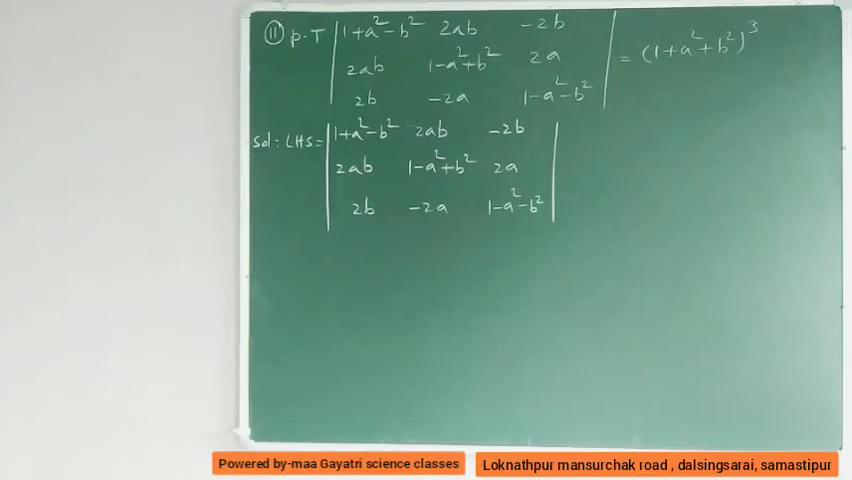 ⑪ P.T | 1+a²-b² 2ab -2b |
| 2ab 1-a²+b² 2a | = (1+a²+b²)³
| 2b -2a 1-a²-b² |
Sol: LHS= | 1+a²-b² 2ab -2b |
| 2ab 1-a²+b² 2a |
| 2b -2a 1-a²-b² |
Powered by-maa Gayatri science classes
Loknathpur mansurchak road , dalsingsarai, samastipur